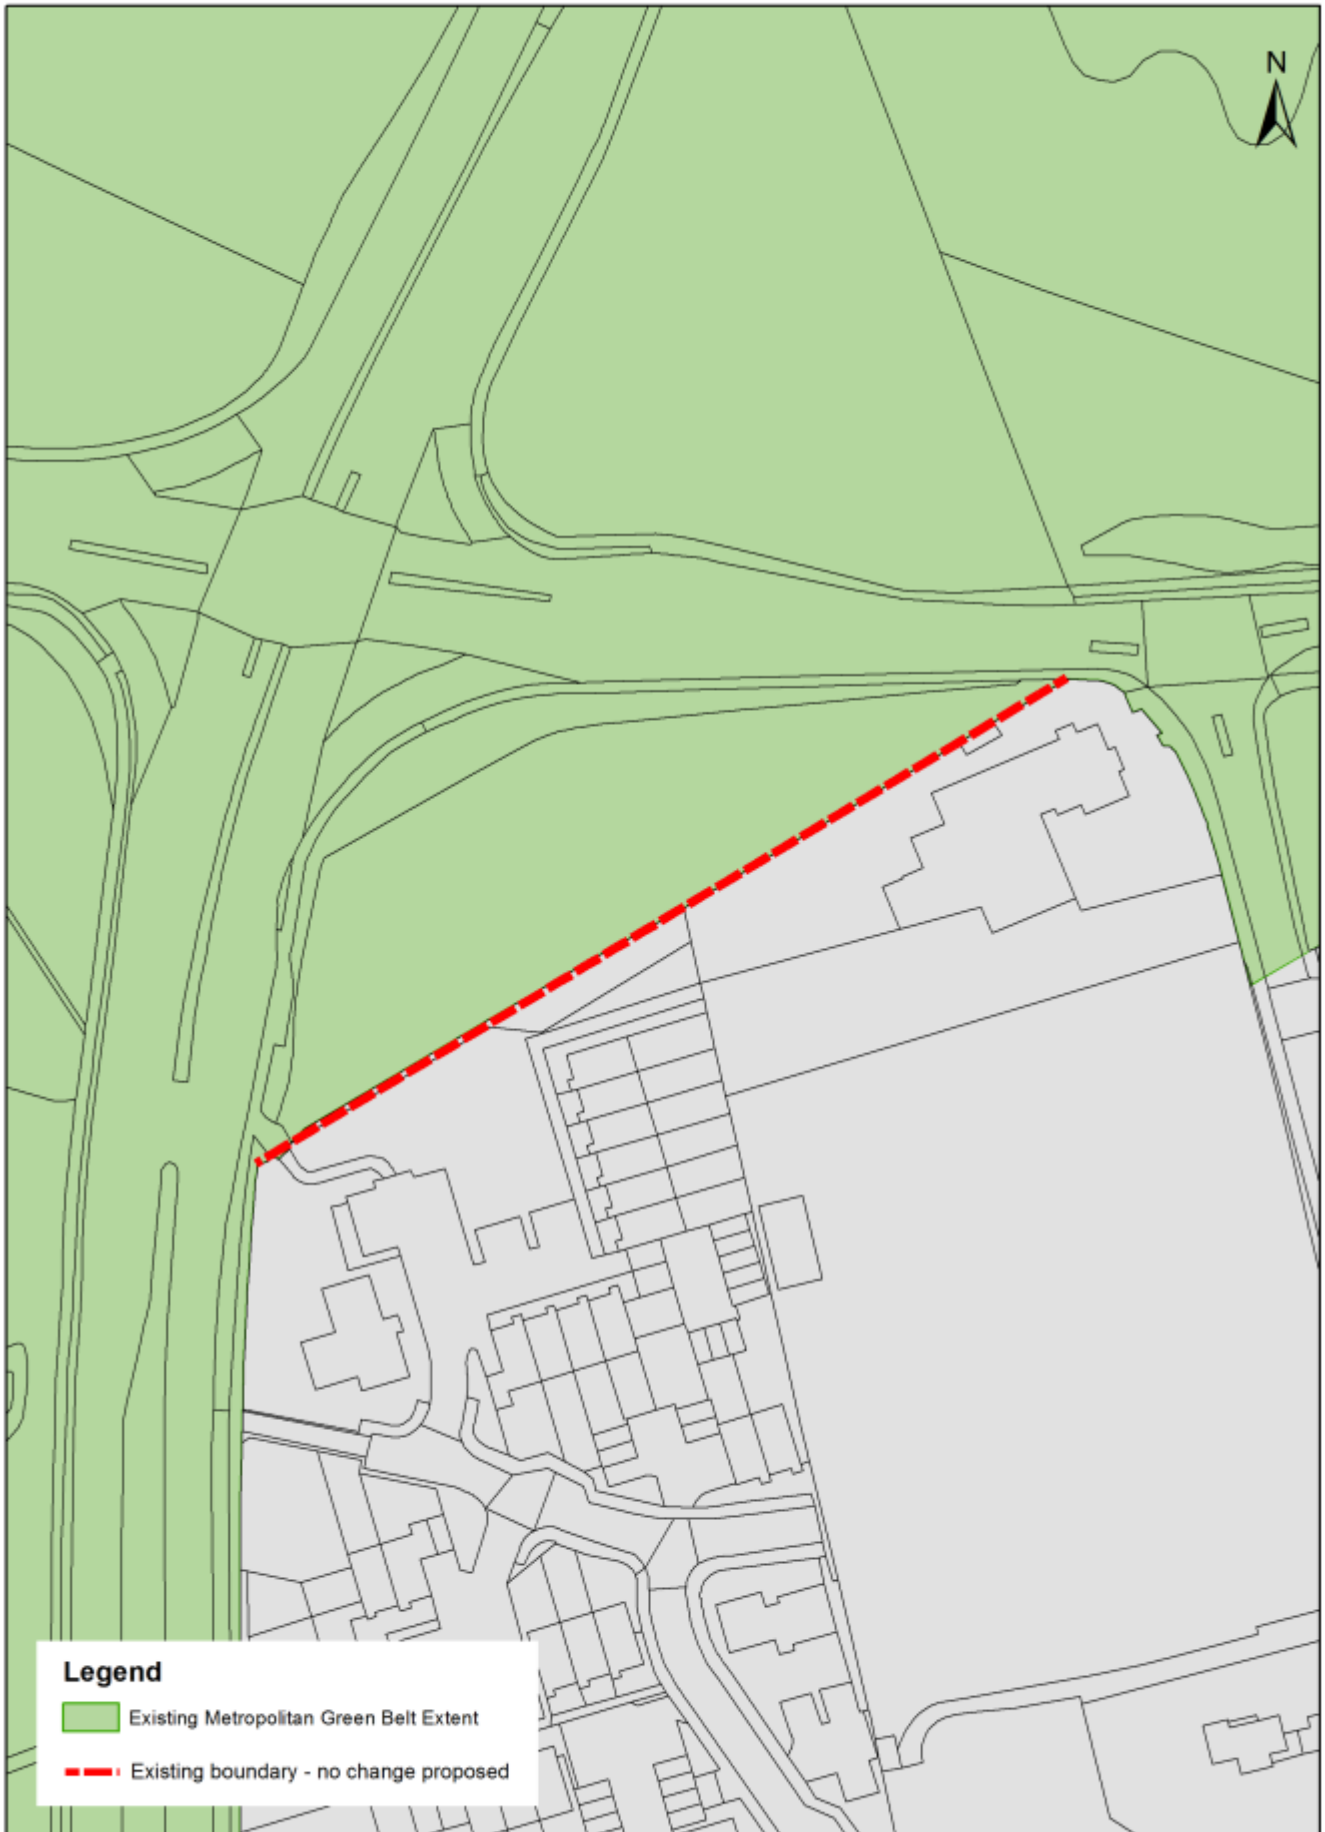 N
Legend
Existing Metropolitan Green Belt Extent
Existing boundary - no change proposed